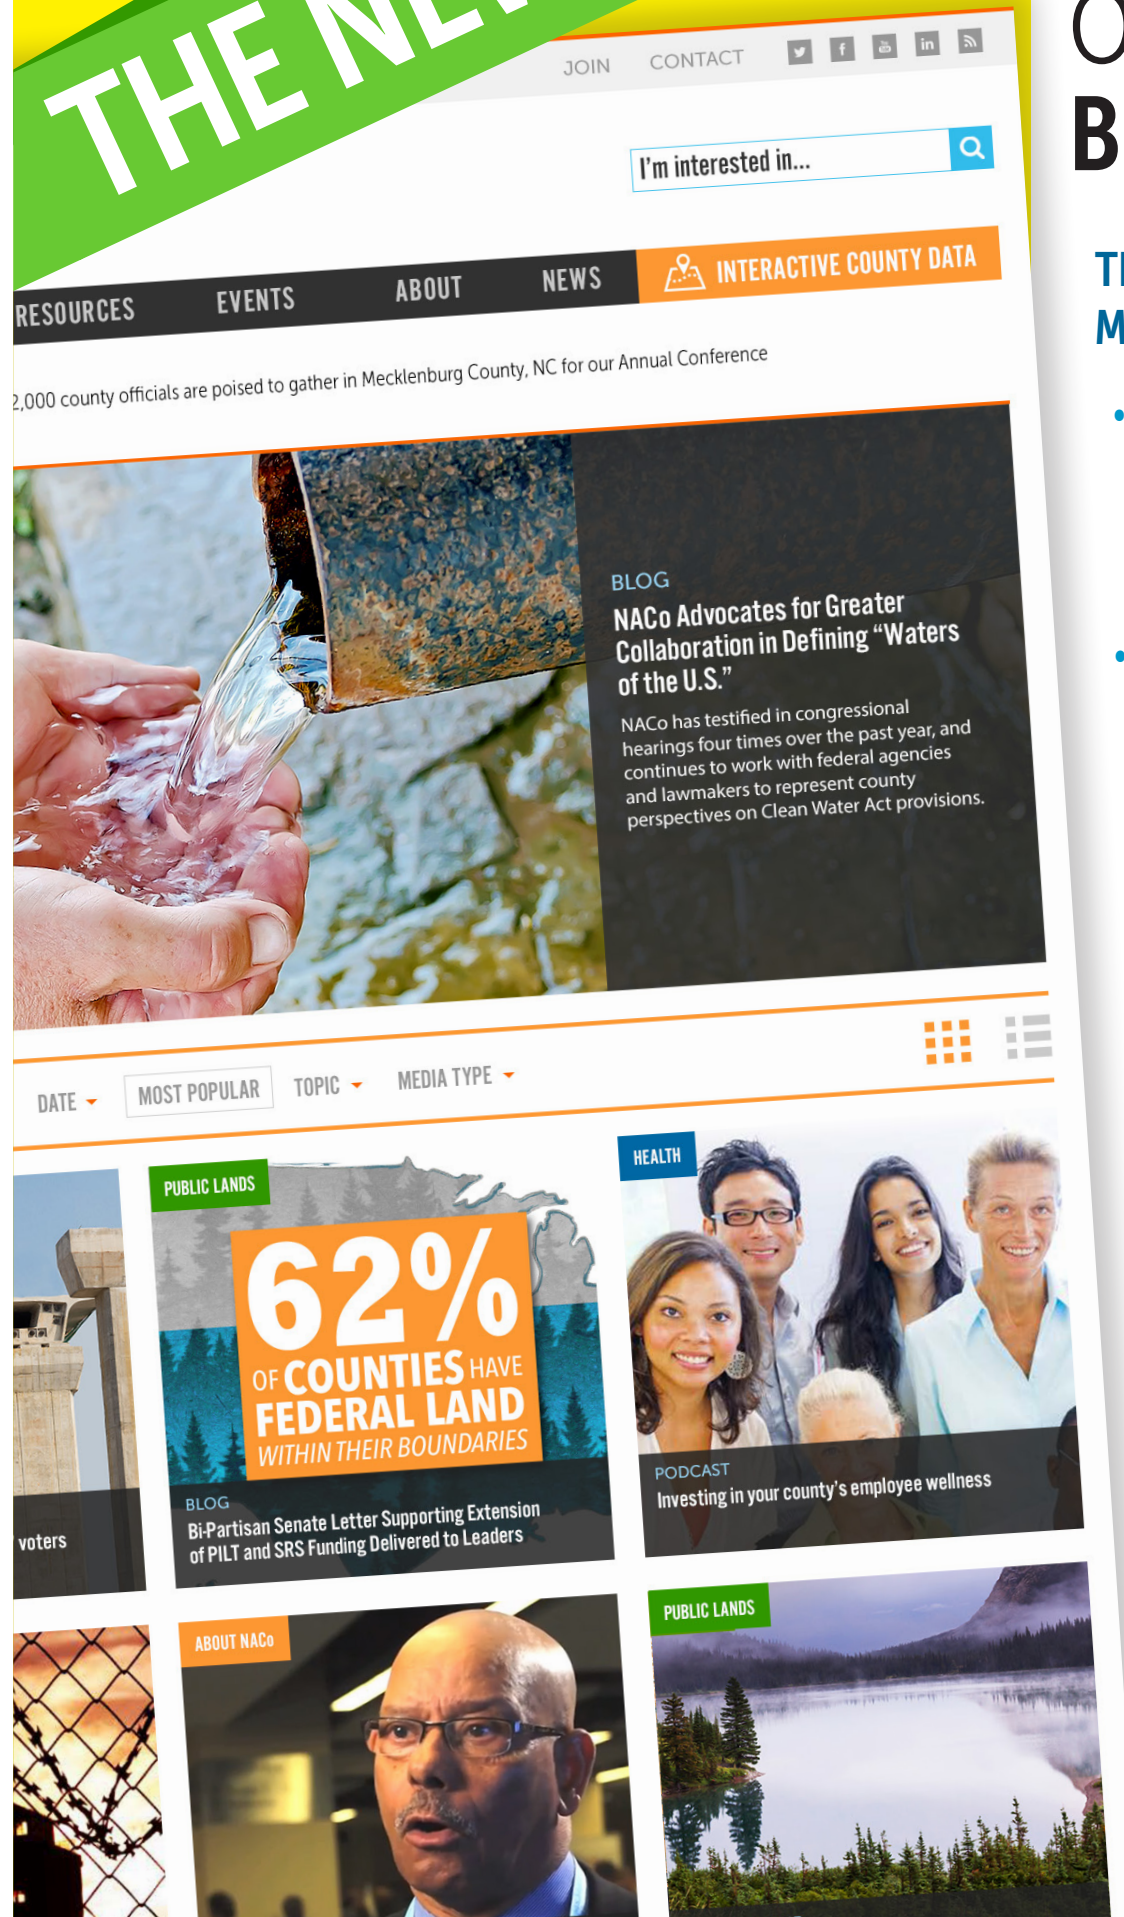 THE NEW
JOIN CONTACT
I'm interested in...
RESOURCES EVENTS ABOUT NEWS INTERACTIVE COUNTY DATA
2,000 county officials are poised to gather in Mecklenburg County, NC for our Annual Conference
BLOG
NACo Advocates for Greater
Collaboration in Defining “Waters
of the U.S.”
NACo has testified in congressional
hearings four times over the past year, and
continues to work with federal agencies
and lawmakers to represent county
perspectives on Clean Water Act provisions.
DATE MOST POPULAR TOPIC MEDIA TYPE
voters
PUBLIC LANDS
62%
OF COUNTIES HAVE
FEDERAL LAND
WITHIN THEIR BOUNDARIES
BLOG
Bi-Partisan Senate Letter Supporting Extension
of PILT and SRS Funding Delivered to Leaders
HEALTH
PODCAST
Investing in your county's employee wellness
ABOUT NACo
PUBLIC LANDS